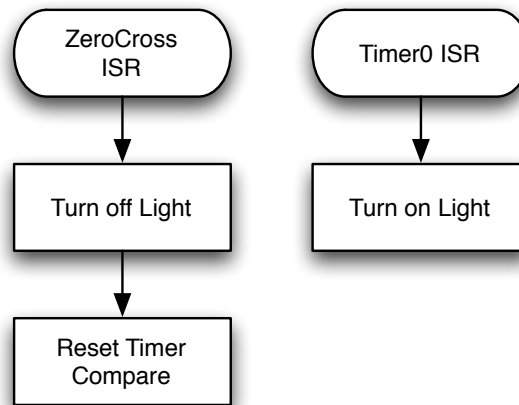 ZeroCross
ISR
Turn off Light
Reset Timer
Compare
Timer0 ISR
Turn on Light